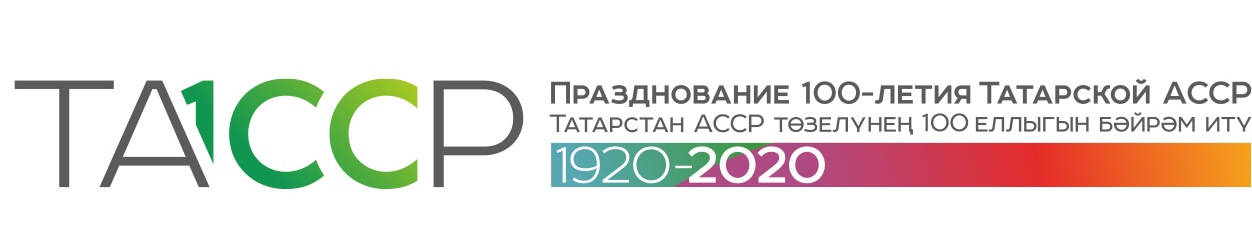 ТА1ССР
Празднование 100-летия Татарской АССР
Татарстан АССР төзелүнең 100 еллыгын бәйрәм итү
1920-2020